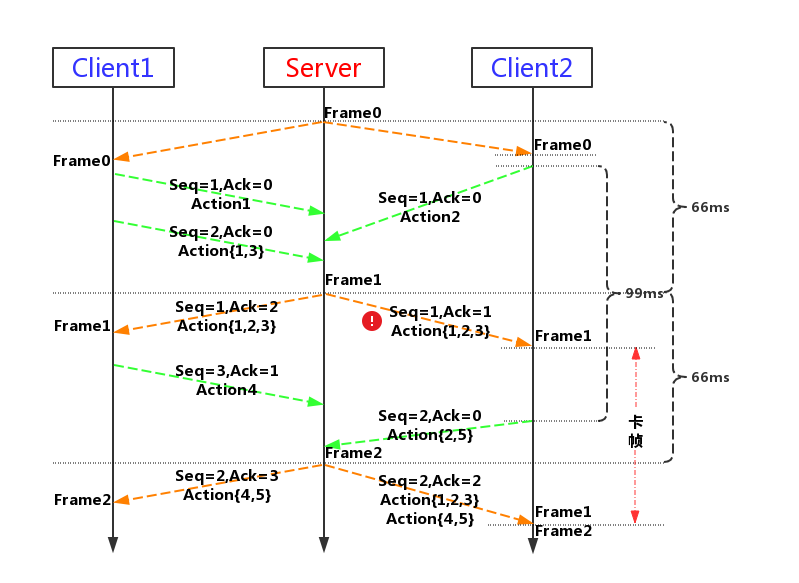 Client1
Server
Client2
Frame0
Frame0
Frame0
Seq=1,Ack=0
Action1
Seq=1,Ack=0
Action2
66ms
Seq=2,Ack=0
Action{1,3}
Frame1
99ms
Seq=1,Ack=2
Action{1,2,3}
!
Seq=1,Ack=1
Action{1,2,3}
Frame1
Frame1
Seq=3,Ack=1
Action4
66ms
Seq=2,Ack=0
Action{2,5}
卡
帧
Frame2
Seq=2,Ack=3
Action{4,5}
Seq=2,Ack=2
Action{1,2,3}
Action{4,5}
Frame2
Frame1
Frame2